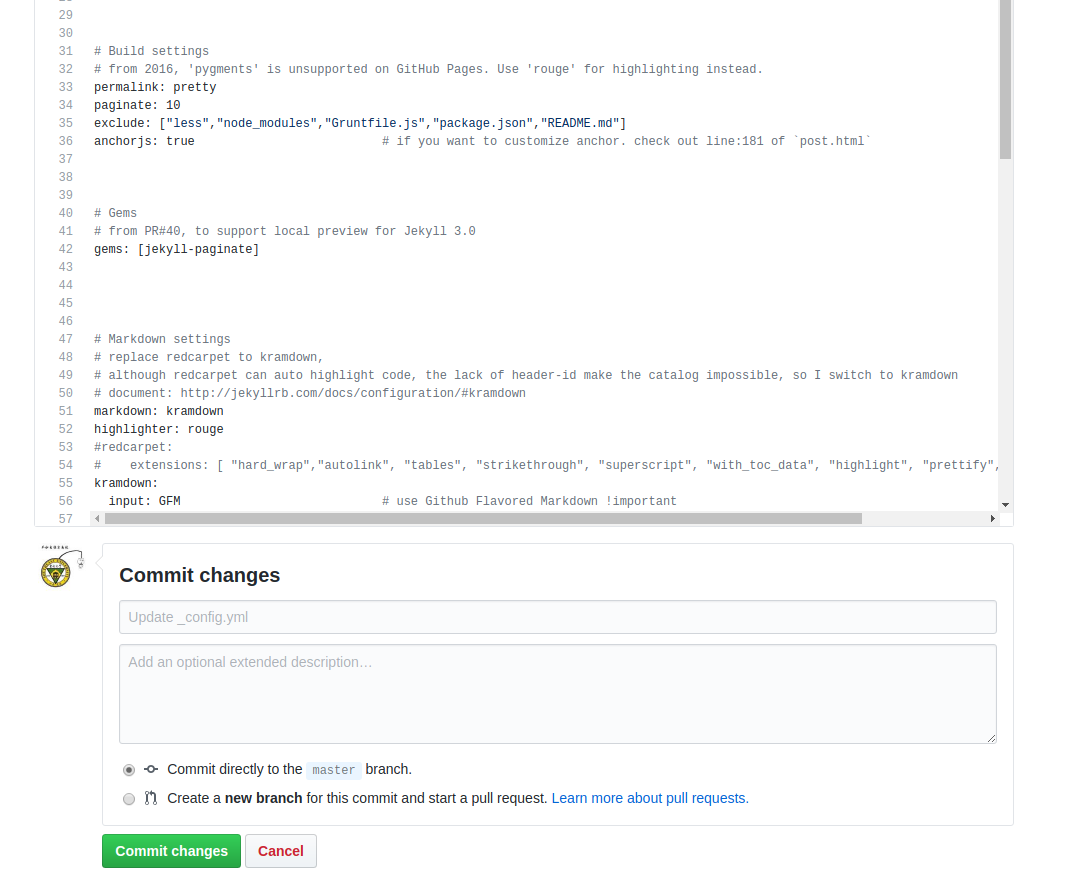 29
30
31 # Build settings
32 # from 2016, 'pygments' is unsupported on GitHub Pages. Use 'rouge' for highlighting instead.
33 permalink: pretty
34 paginate: 10
35 exclude: ["less","node_modules","Gruntfile.js","package.json","README.md"]
36 anchorjs: true # if you want to customize anchor. check out line:181 of `post.html`
37
38
39
40 # Gems
41 # from PR#40, to support local preview for Jekyll 3.0
42 gems: [jekyll-paginate]
43
44
45
46
47 # Markdown settings
48 # replace redcarpet to kramdown,
49 # although redcarpet can auto highlight code, the lack of header-id make the catalog impossible, so I switch to kramdown
50 # document: http://jekyllrb.com/docs/configuration/#kramdown
51 markdown: kramdown
52 highlighter: rouge
53 #redcarpet:
54 # extensions: [ "hard_wrap","autolink", "tables", "strikethrough", "superscript", "with_toc_data", "highlight", "prettify",
55 kramdown:
56 input: GFM # use Github Flavored Markdown !important
57
Commit changes
Update _config.yml
Add an optional extended description…
Commit directly to the master branch.
Create a new branch for this commit and start a pull request. Learn more about pull requests.
Commit changes Cancel